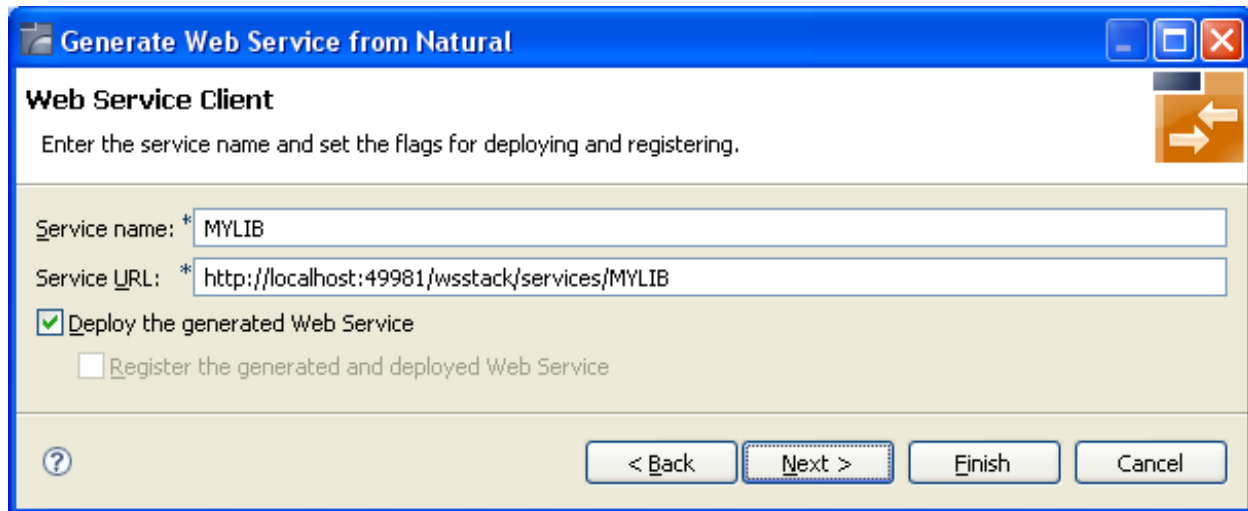 Generate Web Service from Natural
Web Service Client
Enter the service name and set the flags for deploying and registering.
Service name: * MYLIB
Service URL: * http://localhost:49981/wsstack/services/MYLIB
Deploy the generated Web Service
Register the generated and deployed Web Service
? < Back Next > Finish Cancel